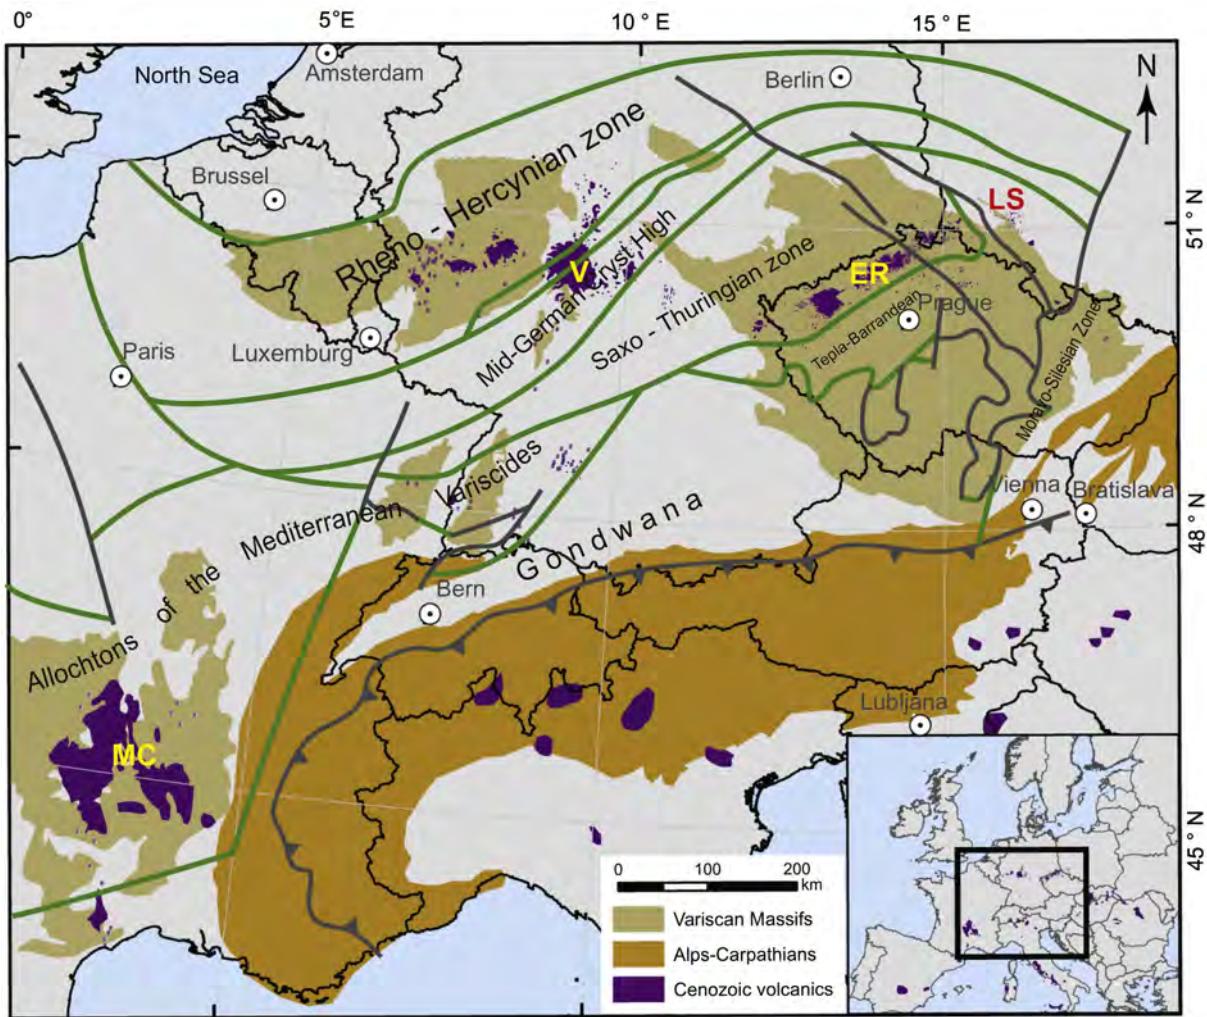 0°
5°E
10 ° E
15 ° E
North Sea
Amsterdam
Berlin
N
Brussel
Rheno - Hercynian zone
LS
51 ° N
V
ER
Mid-German Cryst High
Saxo - Thuringian zone
Prague
Tepla-Barrandean
Paris
Luxemburg
Moravo-Silesian Zone
Variscides
Mediterranean
Vienna
Bratislava
48 ° N
Gondwana
Bern
Allochtons of the
Lubljana
MC
45 ° N
0 100 200
km
Variscan Massifs
Alps-Carpathians
Cenozoic volcanics